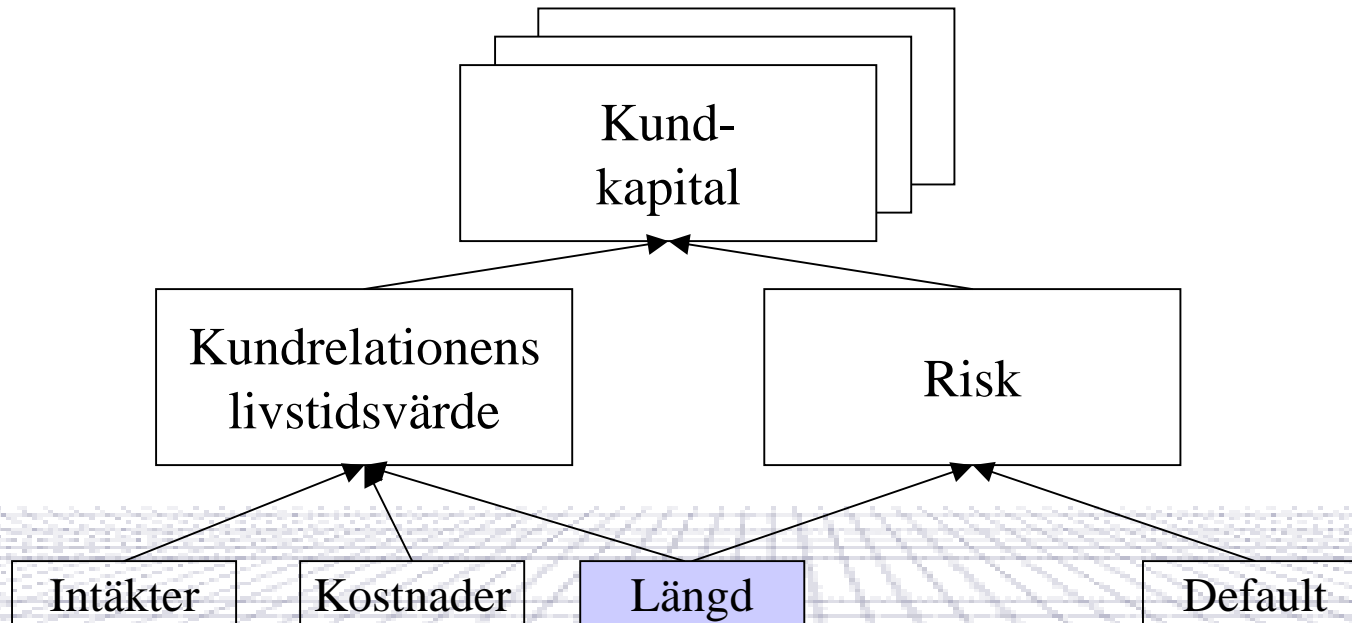 Kund-
kapital
Kundrelationens
livstidsvärde
Risk
Intäkter
Kostnader
Längd
Default